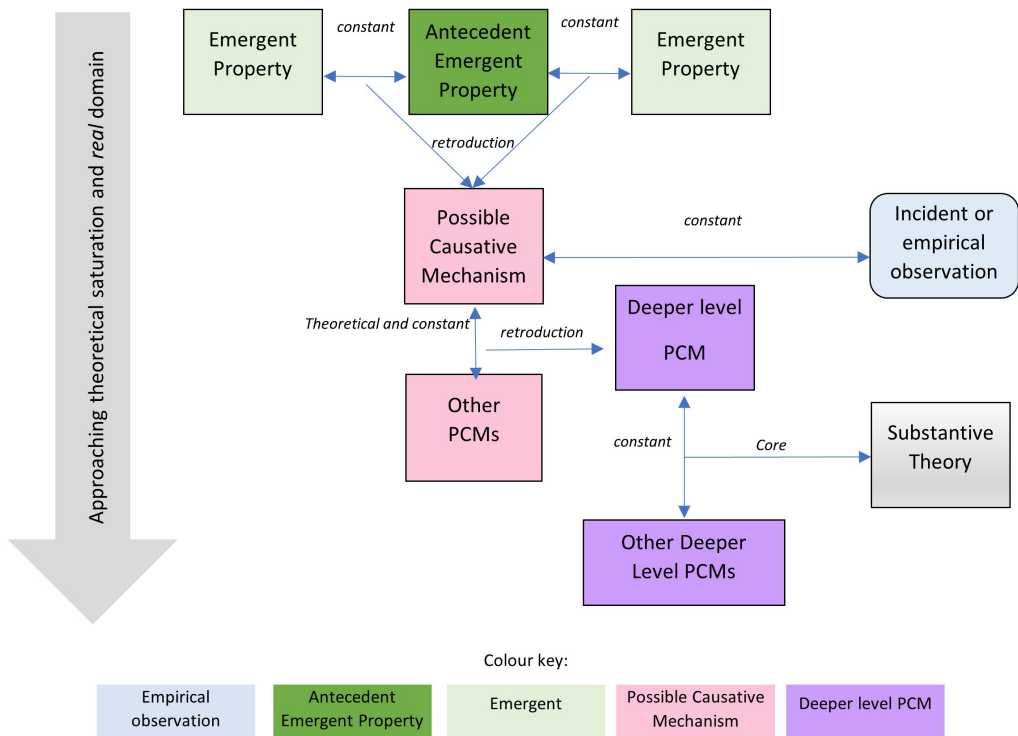 Approaching theoretical saturation and real domain
Emergent
Property
constant
Antecedent
Emergent
Property
constant
Emergent
Property
retroduction
Possible
Causative
Mechanism
constant
Incident or
empirical
observation
Theoretical and constant
retroduction
Deeper level
PCM
Other
PCMs
constant
Core
Substantive
Theory
Other Deeper
Level PCMs
Colour key:
Empirical
observation
Antecedent
Emergent Property
Emergent
Possible Causative
Mechanism
Deeper level PCM